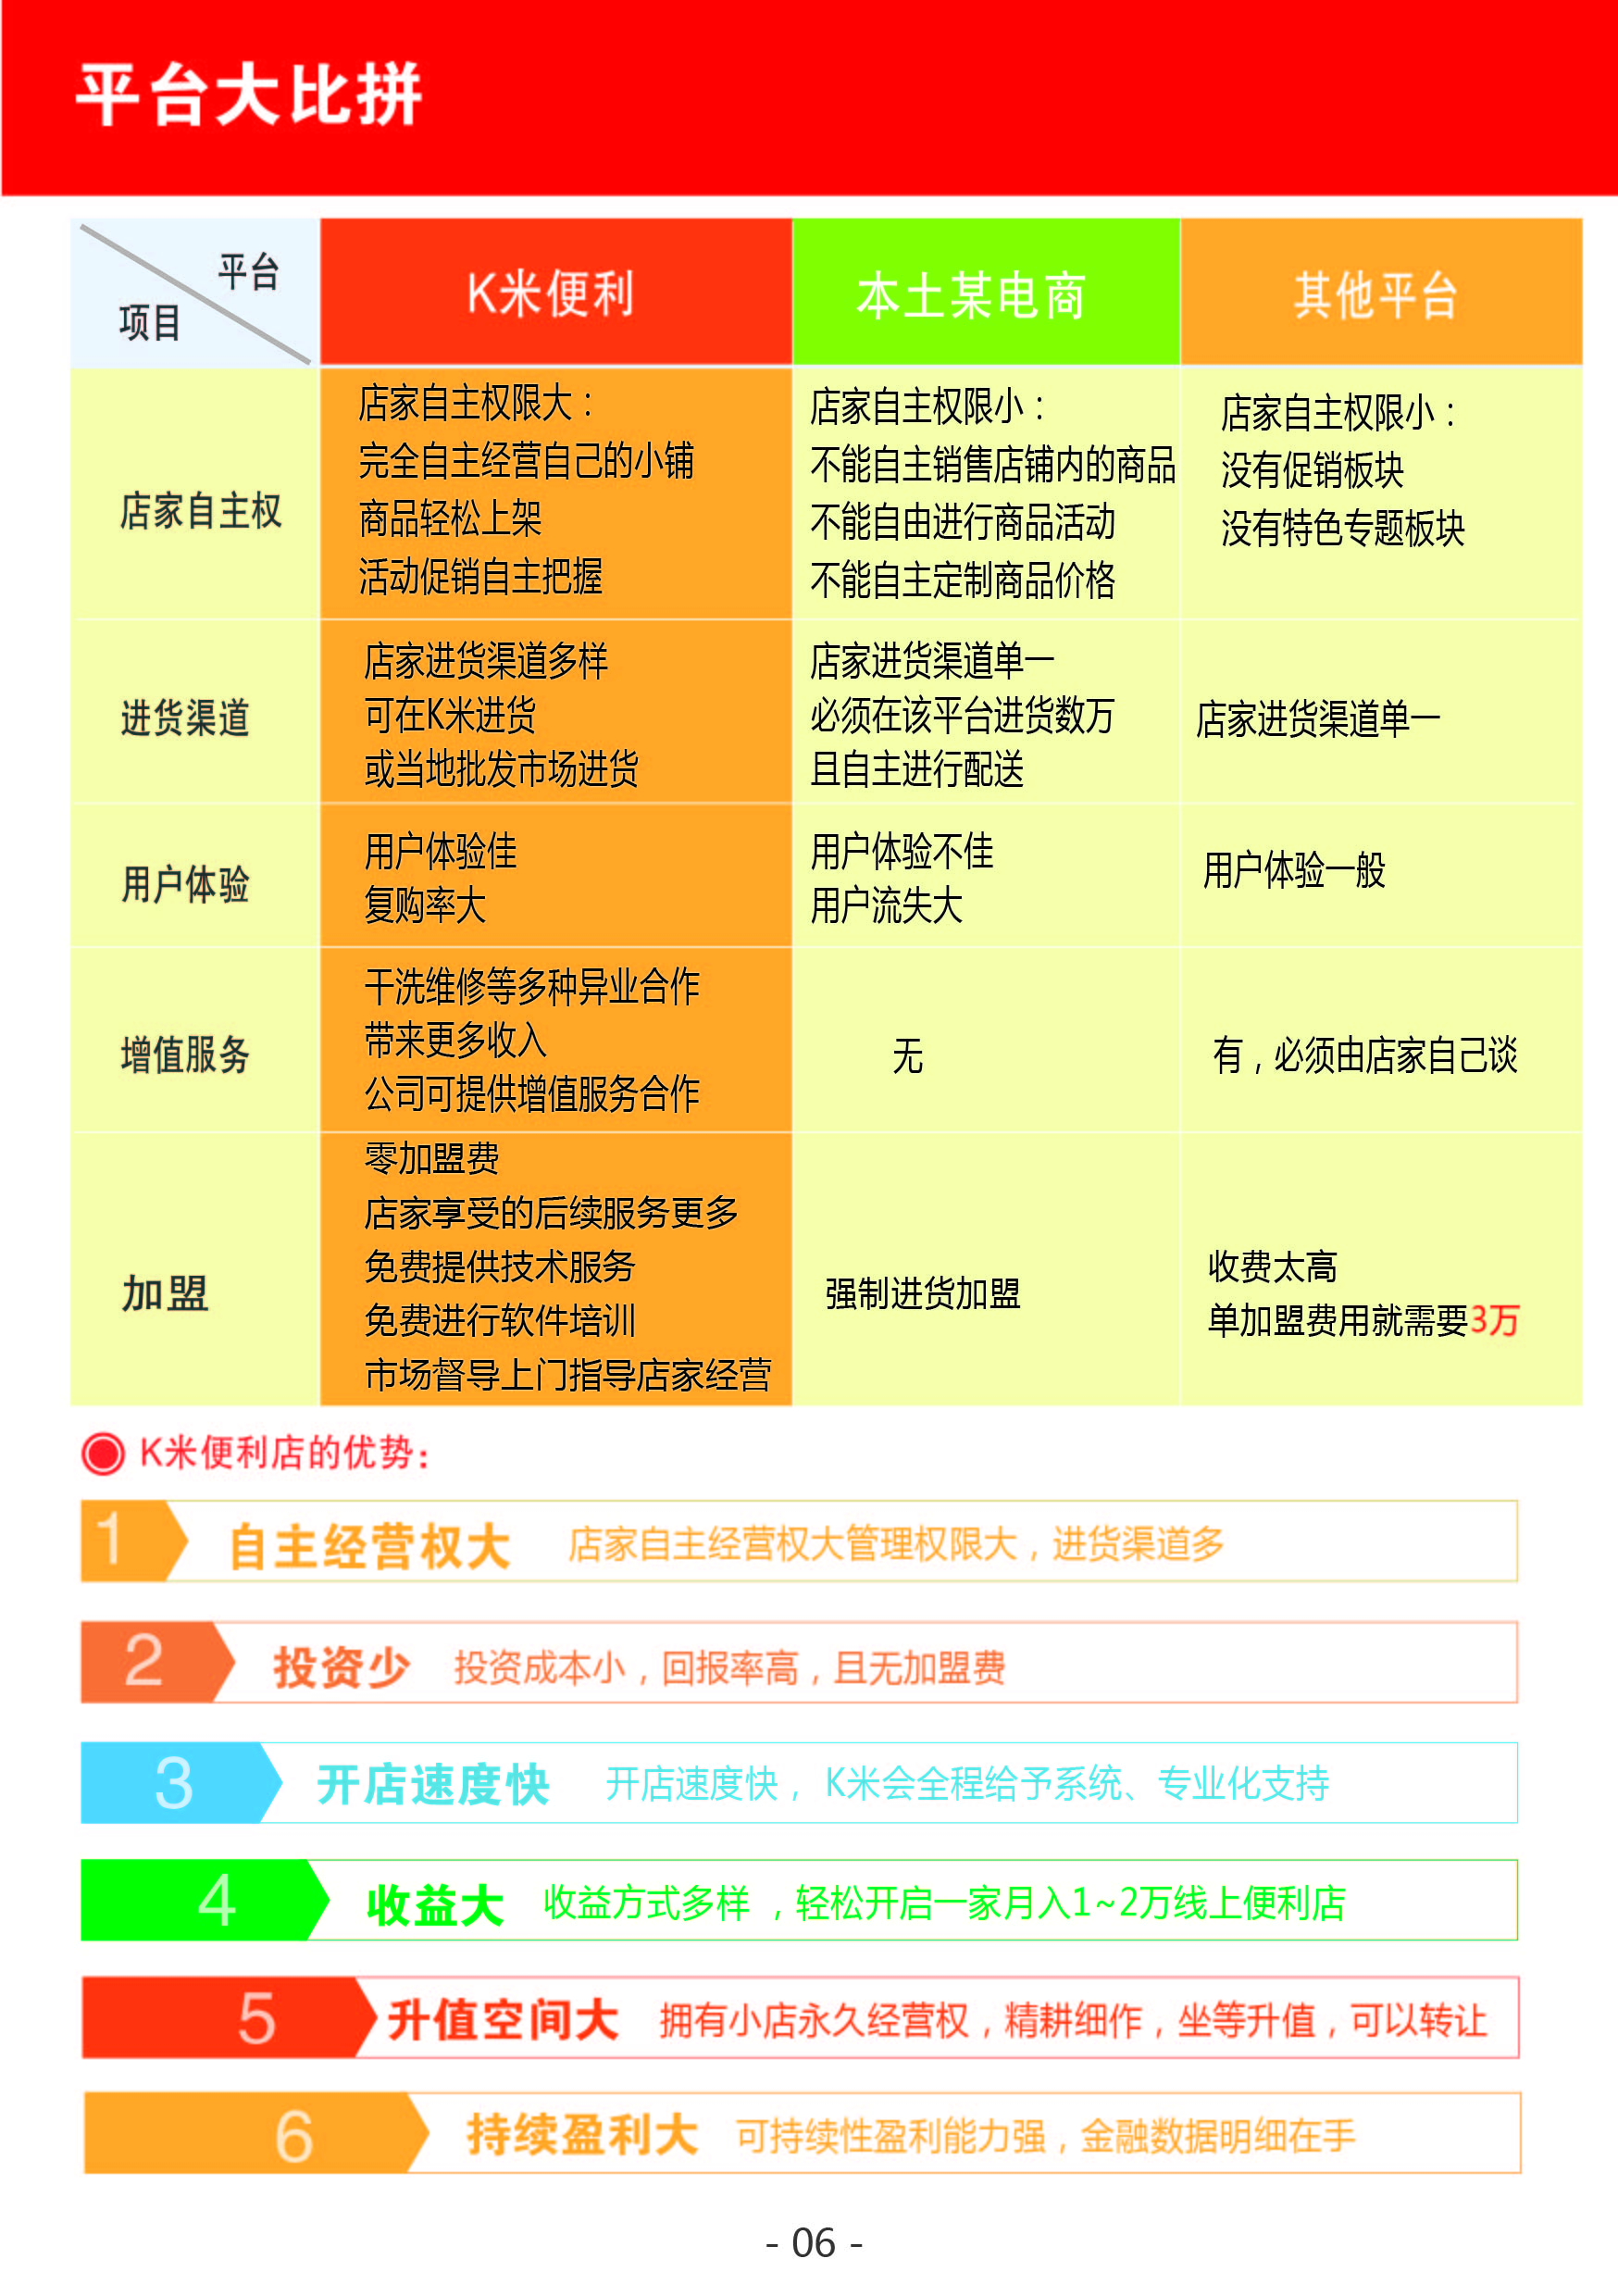 平台大比拼
平台
项目
K米便利
本土某电商
其他平台
店家自主权
店家自主权限大：
完全自主经营自己的小铺
商品轻松上架
活动促销自主把握
店家自主权限小：
不能自主销售店铺内的商品
不能自由进行商品活动
不能自主定制商品价格
店家自主权限小：
没有促销板块
没有特色专题板块
进货渠道
店家进货渠道多样
可在K米进货
或当地批发市场进货
店家进货渠道单一
必须在该平台进货数万
且自主进行配送
店家进货渠道单一
用户体验
用户体验佳
复购率大
用户体验不佳
用户流失大
用户体验一般
增值服务
干洗维修等多种异业合作
带来更多收入
公司可提供增值服务合作
无
有，必须由店家自己谈
加盟
零加盟费
店家享受的后续服务更多
免费提供技术服务
免费进行软件培训
市场督导上门指导店家经营
强制进货加盟
收费太高
单加盟费用就需要3万
K米便利店的优势：
1 自主经营权大 店家自主经营权大管理权限大，进货渠道多
2 投资少 投资成本小，回报率高，且无加盟费
3 开店速度快 开店速度快， K米会全程给予系统、专业化支持
4 收益大 收益方式多样 ，轻松开启一家月入1~2万线上便利店
5 升值空间大 拥有小店永久经营权，精耕细作，坐等升值，可以转让
6 持续盈利大 可持续性盈利能力强，金融数据明细在手
- 06 -